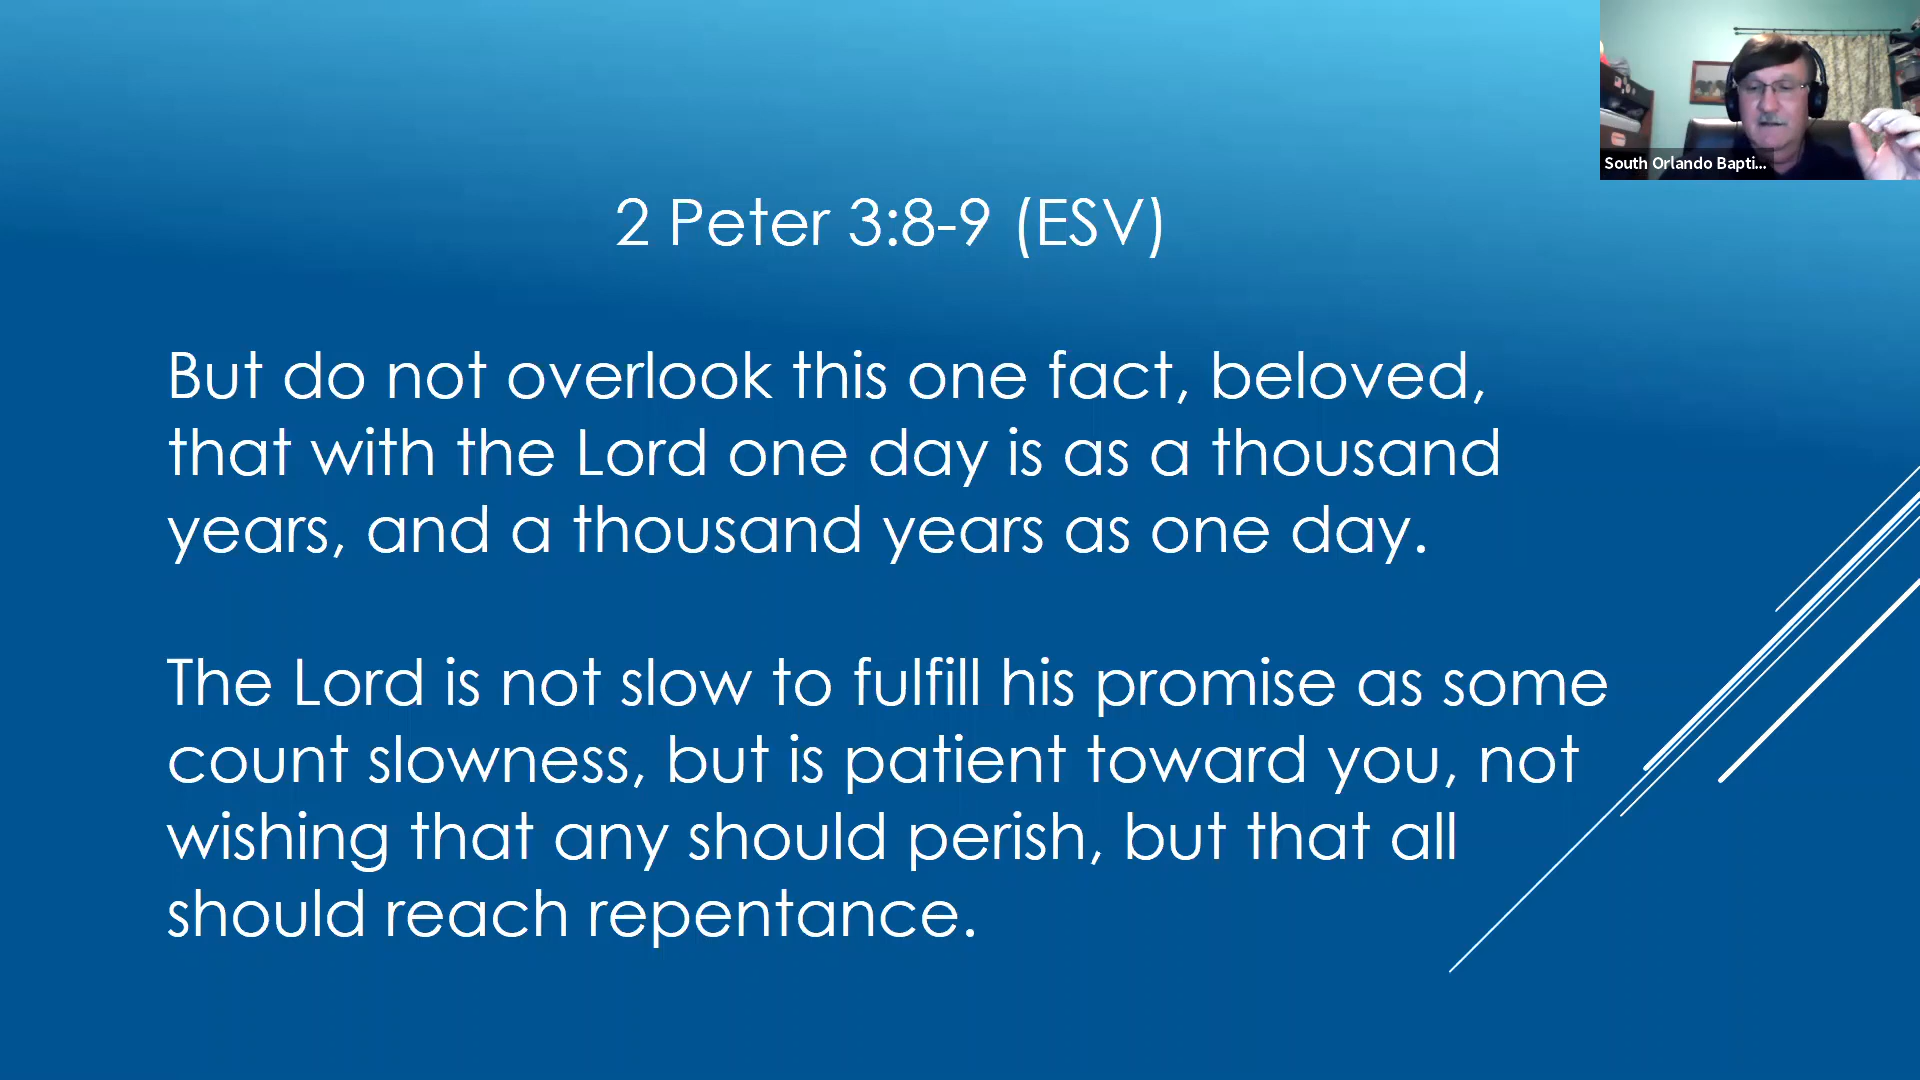 South Orlando Bapti...
2 Peter 3:8-9 (ESV)
But do not overlook this one fact, beloved,
that with the Lord one day is as a thousand
years, and a thousand years as one day.
The Lord is not slow to fulfill his promise as some
count slowness, but is patient toward you, not
wishing that any should perish, but that all
should reach repentance.